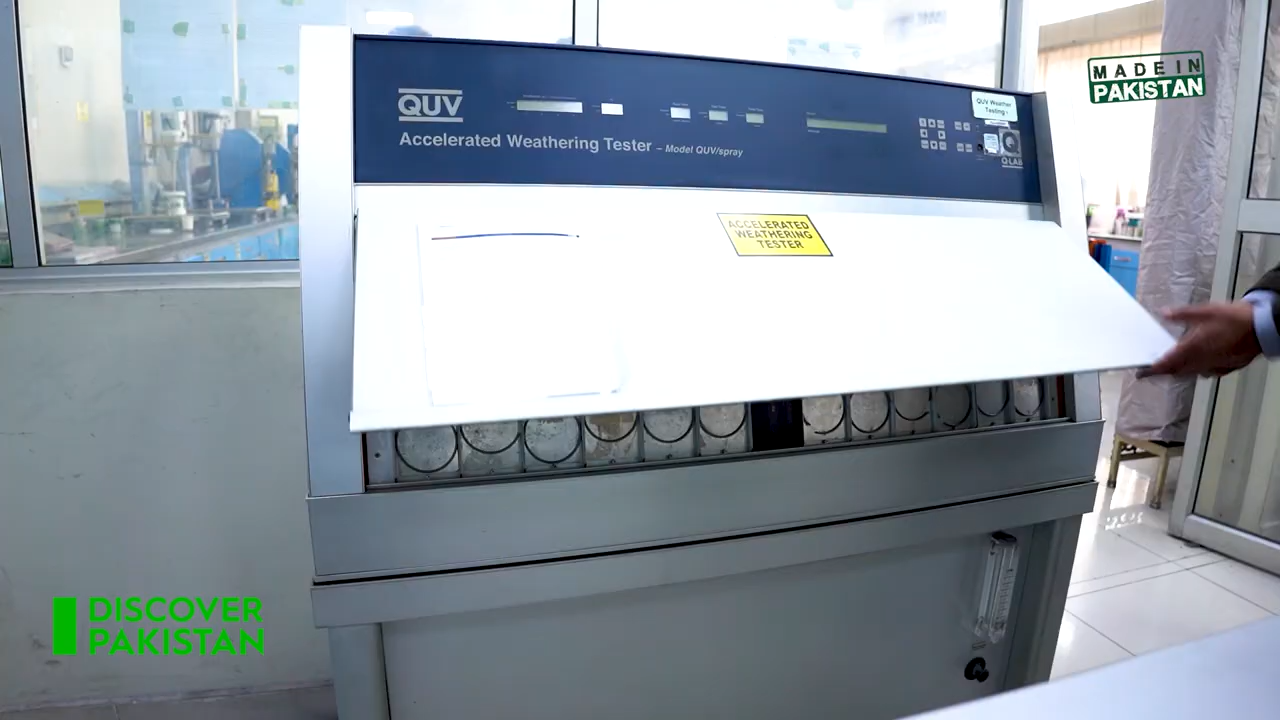 MADE IN
PAKISTAN
QUV
Accelerated Weathering Tester – Model QUV/spray
QUV Weather
Testing
Q-LAB
ACCELERATED
WEATHERING
TESTER
DISCOVER
PAKISTAN